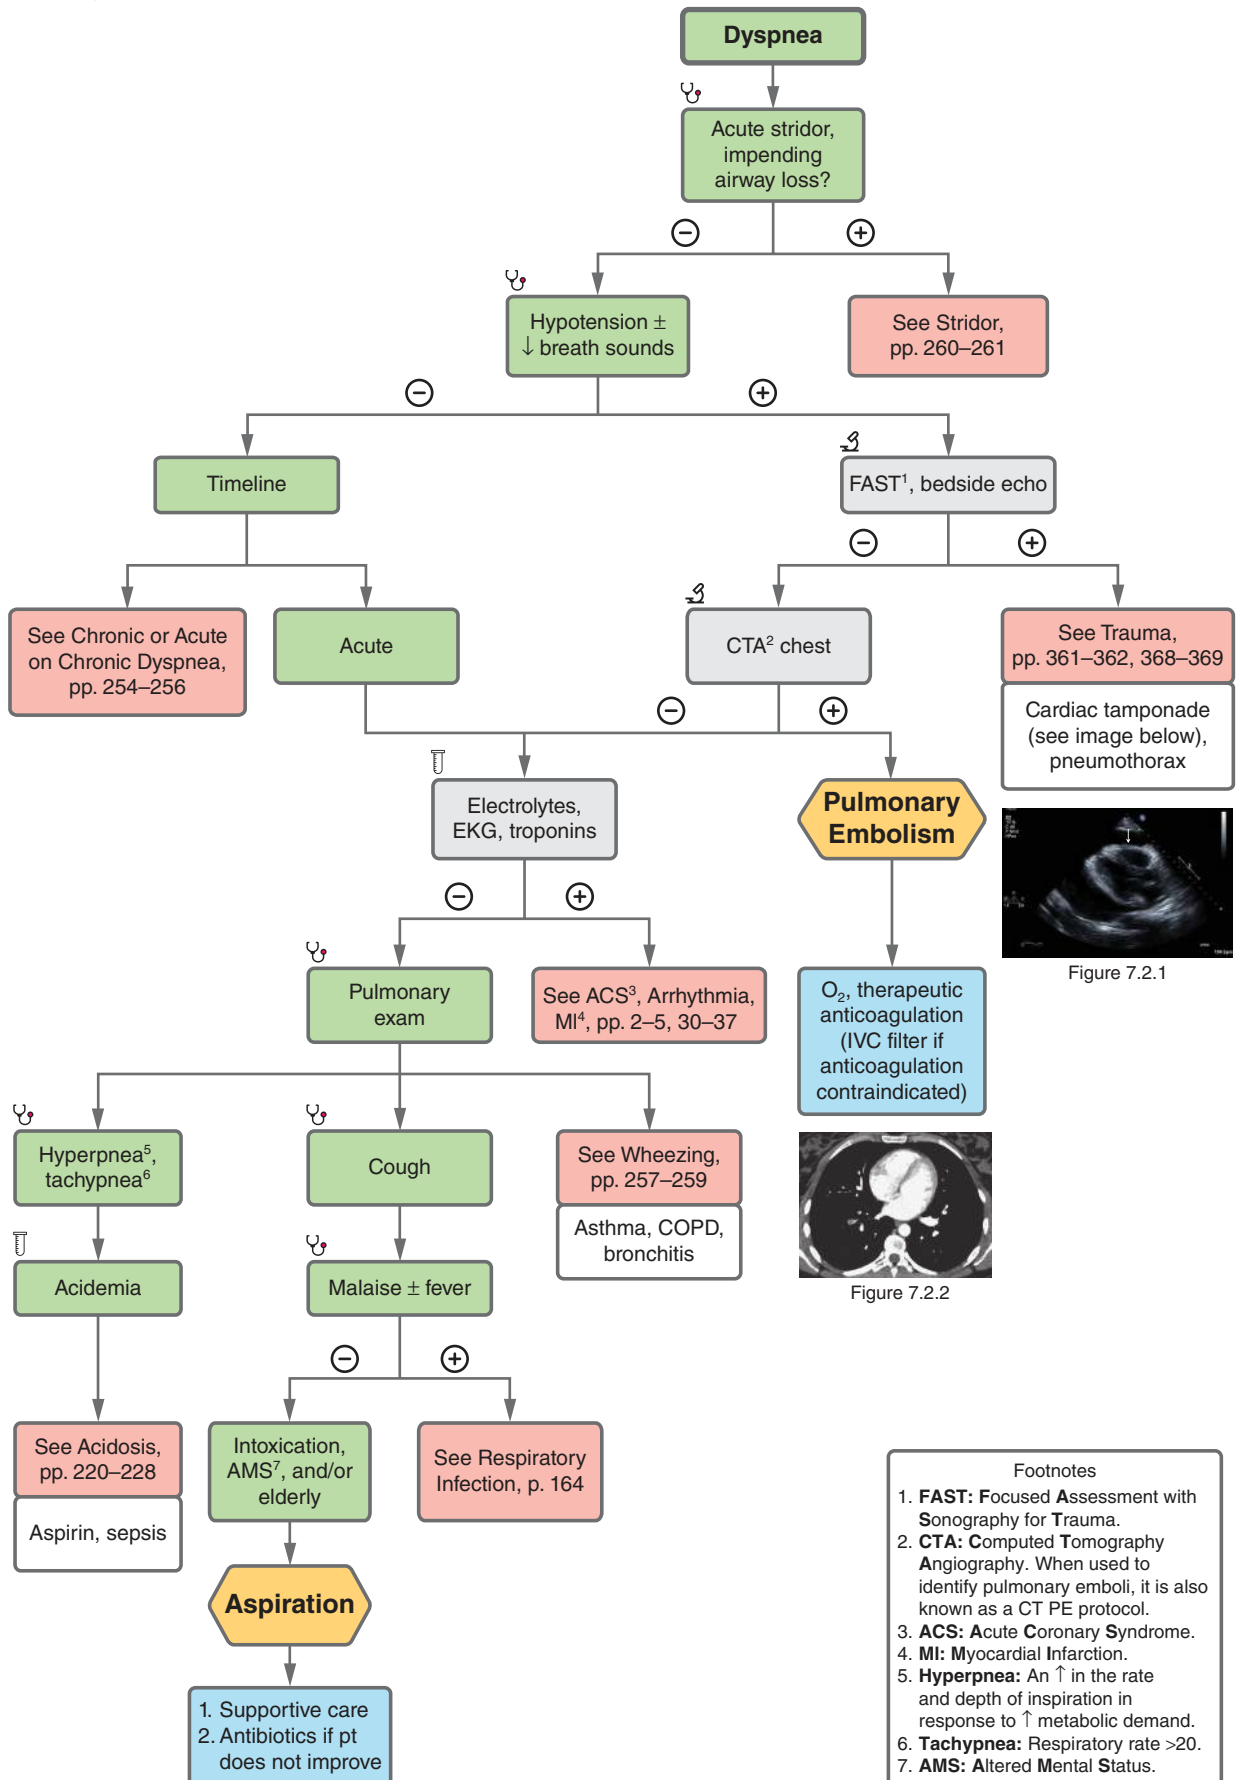 Dyspnea
Acute stridor,
impending
airway loss?
− +
Hypotension ±
↓ breath sounds
See Stridor,
pp. 260–261
− +
Timeline
FAST1, bedside echo
− +
See Chronic or Acute
on Chronic Dyspnea,
pp. 254–256
Acute
CTA2 chest
See Trauma,
pp. 361–362, 368–369
Cardiac tamponade
(see image below),
pneumothorax
− +
Electrolytes,
EKG, troponins
Pulmonary
Embolism
Figure 7.2.1
− +
Pulmonary
exam
See ACS3, Arrhythmia,
MI4, pp. 2–5, 30–37
O2, therapeutic
anticoagulation
(IVC filter if
anticoagulation
contraindicated)
Hyperpnea5,
tachypnea6
Cough
See Wheezing,
pp. 257–259
Asthma, COPD,
bronchitis
Figure 7.2.2
Acidemia
Malaise ± fever
− +
See Acidosis,
pp. 220–228
Aspirin, sepsis
Intoxication,
AMS7, and/or
elderly
See Respiratory
Infection, p. 164
Aspiration
1. Supportive care
2. Antibiotics if pt
does not improve
Footnotes
1. FAST: Focused Assessment with
Sonography for Trauma.
2. CTA: Computed Tomography
Angiography. When used to
identify pulmonary emboli, it is also
known as a CT PE protocol.
3. ACS: Acute Coronary Syndrome.
4. MI: Myocardial Infarction.
5. Hyperpnea: An ↑ in the rate
and depth of inspiration in
response to ↑ metabolic demand.
6. Tachypnea: Respiratory rate >20.
7. AMS: Altered Mental Status.